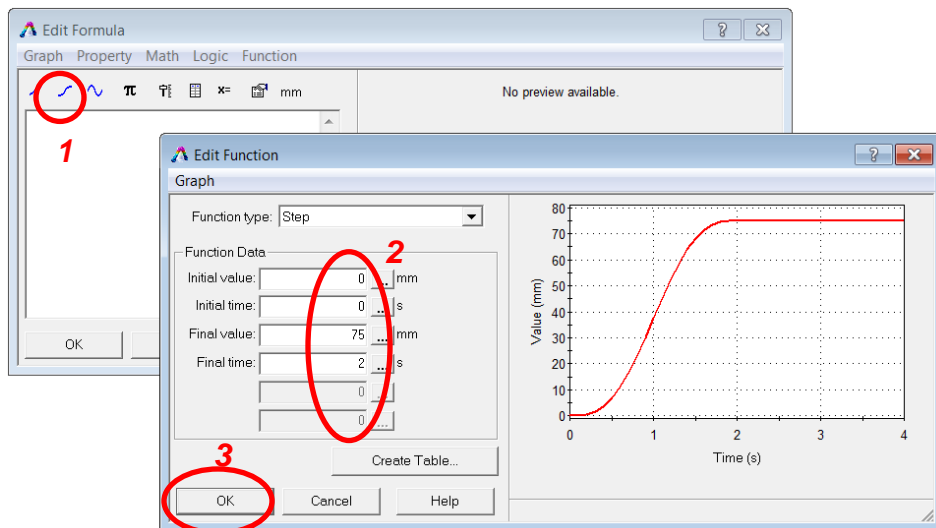 Edit Formula
Graph Property Math Logic Function
π x= mm
No preview available.
1
OK
Edit Function
Graph
Function type: Step
Function Data
2
Initial value: 0 ... mm
Initial time: 0 ... s
Final value: 75 ... mm
Final time: 2 ... s
0 ...
0 ...
3
Create Table...
OK Cancel Help
80
70
60
50
40
30
20
10
0
Value (mm)
0 1 2 3 4
Time (s)